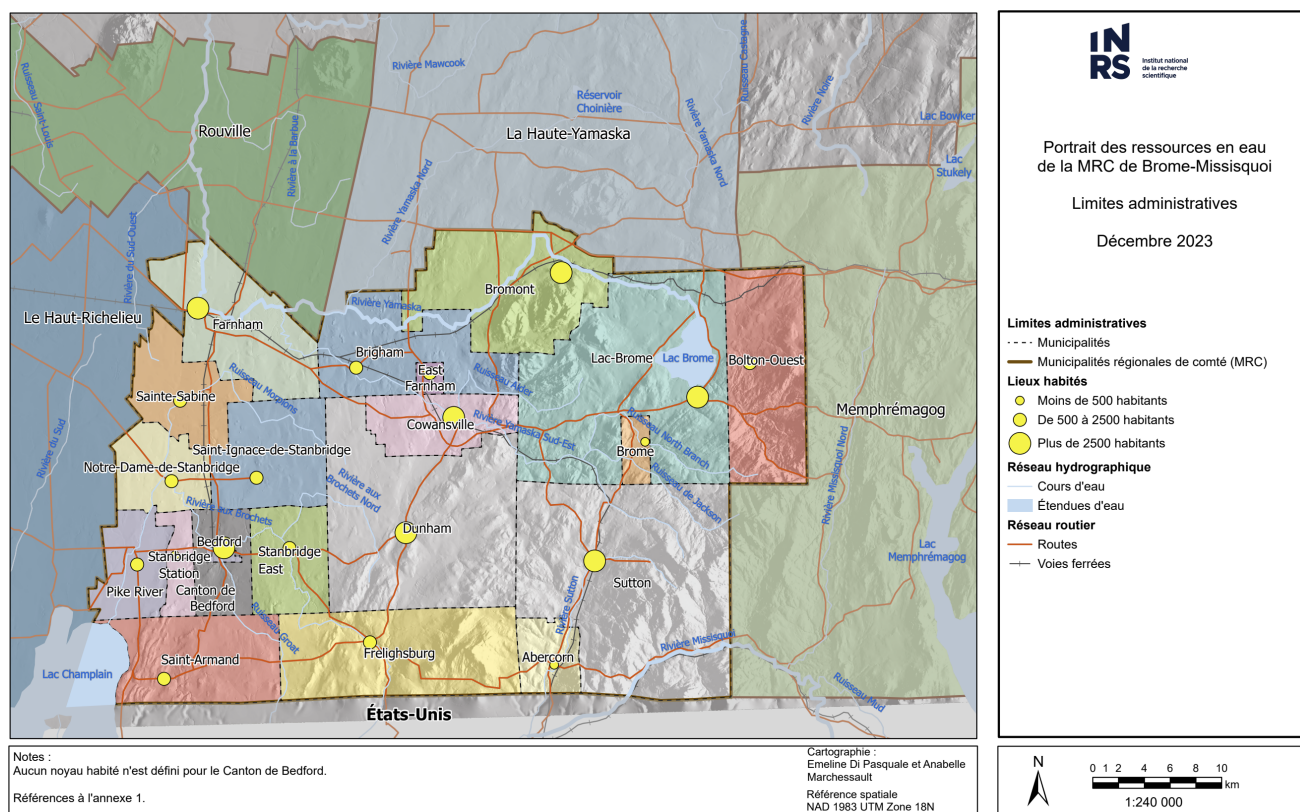 Ruisseau Saint-Louis
Rouville
Rivière à la Barbue
Rivière Mawcook
Réservoir
Choinière
La Haute-Yamaska
Rivière Yamaska Nord
Rivière Yamaska Nord
Ruisseau Castagne
Rivière Noire
Lac Bowker
Lac
Stukely
Rivière du Sud-Ouest
Le Haut-Richelieu
Farnham
Rivière Yamaska
Bromont
Brigham
East
Farnham
Ruisseau Alder
Lac-Brome
Lac Brome
Bolton-Ouest
Ruisseau Morpions
Sainte-Sabine
Cowansville
Rivière Yamaska Sud-Est
Memphrémagog
Rivière du Sud
Saint-Ignace-de-Stanbridge
Notre-Dame-de-Stanbridge
Brome
Ruisseau North Branch
Ruisseau de Jackson
Rivière aux
Brochets Nord
Rivière Missisquoi Nord
Rivière aux Brochets
Bedford
Stanbridge
East
Dunham
Stanbridge
Station
Pike River
Canton de
Bedford
Sutton
Lac
Memphrémagog
Ruisseau Groat
Rivière Sutton
Rivière Missisquoi
Lac Champlain
Saint-Armand
Frelighsburg
Abercorn
Ruisseau Mud
États-Unis
INRS
Institut national
de la recherche
scientifique
Portrait des ressources en eau
de la MRC de Brome-Missisquoi
Limites administratives
Décembre 2023
Limites administratives
Municipalités
Municipalités régionales de comté (MRC)
Lieux habités
Moins de 500 habitants
De 500 à 2500 habitants
Plus de 2500 habitants
Réseau hydrographique
Cours d'eau
Étendues d'eau
Réseau routier
Routes
Voies ferrées
Notes :
Aucun noyau habité n'est défini pour le Canton de Bedford.
Références à l'annexe 1.
Cartographie :
Emeline Di Pasquale et Anabelle
Marchessault
Référence spatiale
NAD 1983 UTM Zone 18N
N
0 1 2 4 6 8 10
km
1:240 000